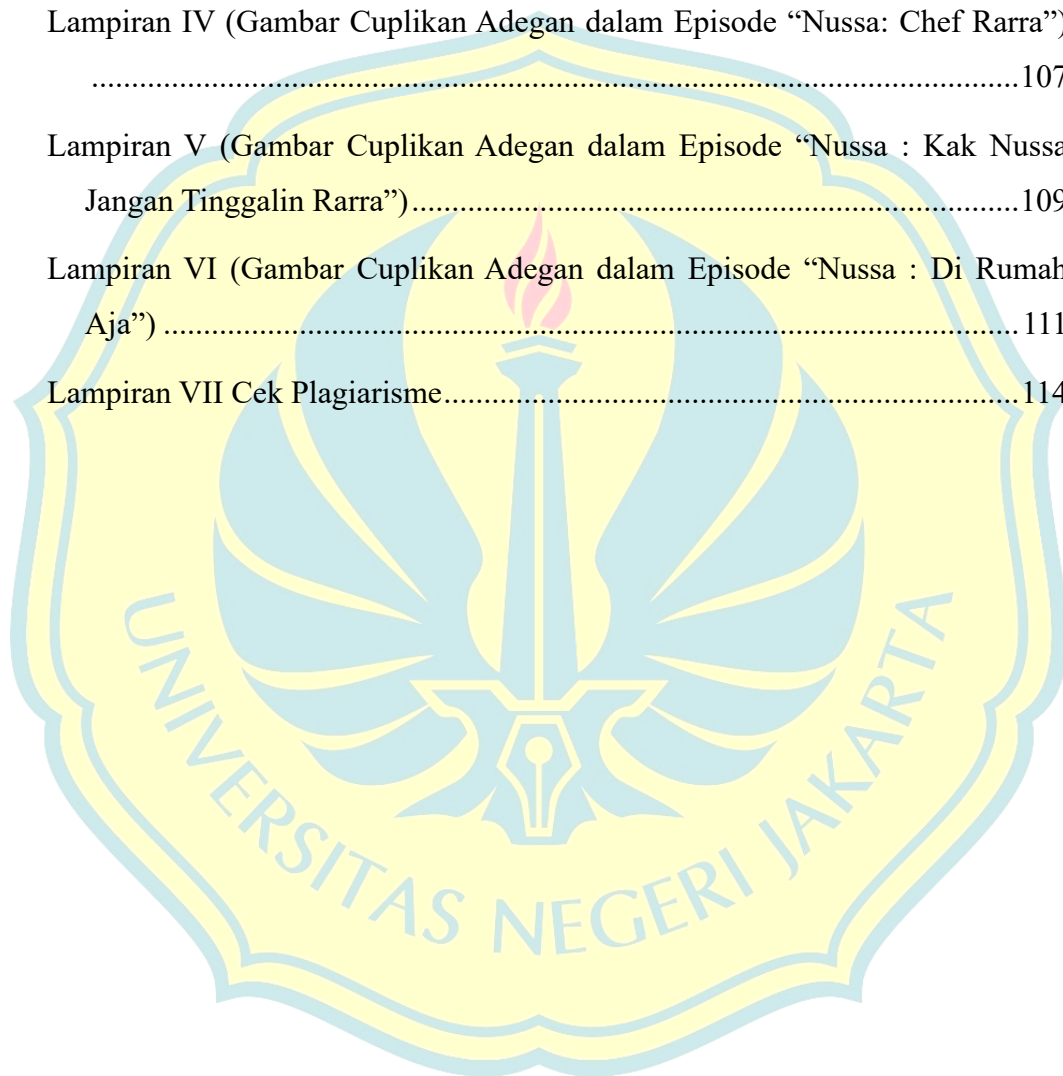 Lampiran IV (Gambar Cuplikan Adegan dalam Episode “Nussa: Chef Rarra”)
.....................................................................................................................107
Lampiran V (Gambar Cuplikan Adegan dalam Episode “Nussa : Kak Nussa
Jangan Tinggalin Rarra”).............................................................................109
Lampiran VI (Gambar Cuplikan Adegan dalam Episode “Nussa : Di Rumah
Aja”) ...........................................................................................................111
Lampiran VII Cek Plagiarisme........................................................................114
UNIVERSITAS NEGERI JAKARTA